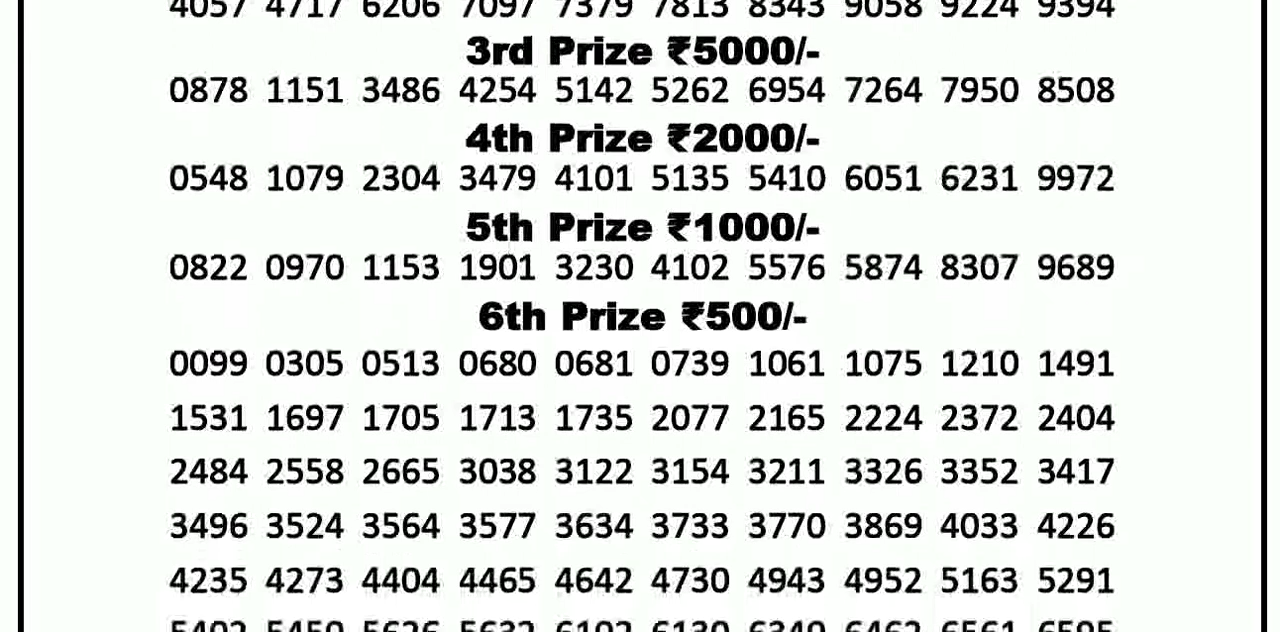 4057 4717 6206 7097 7379 7813 8343 9058 9224 9394
3rd Prize ₹5000/-
0878 1151 3486 4254 5142 5262 6954 7264 7950 8508
4th Prize ₹2000/-
0548 1079 2304 3479 4101 5135 5410 6051 6231 9972
5th Prize ₹1000/-
0822 0970 1153 1901 3230 4102 5576 5874 8307 9689
6th Prize ₹500/-
0099 0305 0513 0680 0681 0739 1061 1075 1210 1491
1531 1697 1705 1713 1735 2077 2165 2224 2372 2404
2484 2558 2665 3038 3122 3154 3211 3326 3352 3417
3496 3524 3564 3577 3634 3733 3770 3869 4033 4226
4235 4273 4404 4465 4642 4730 4943 4952 5163 5291